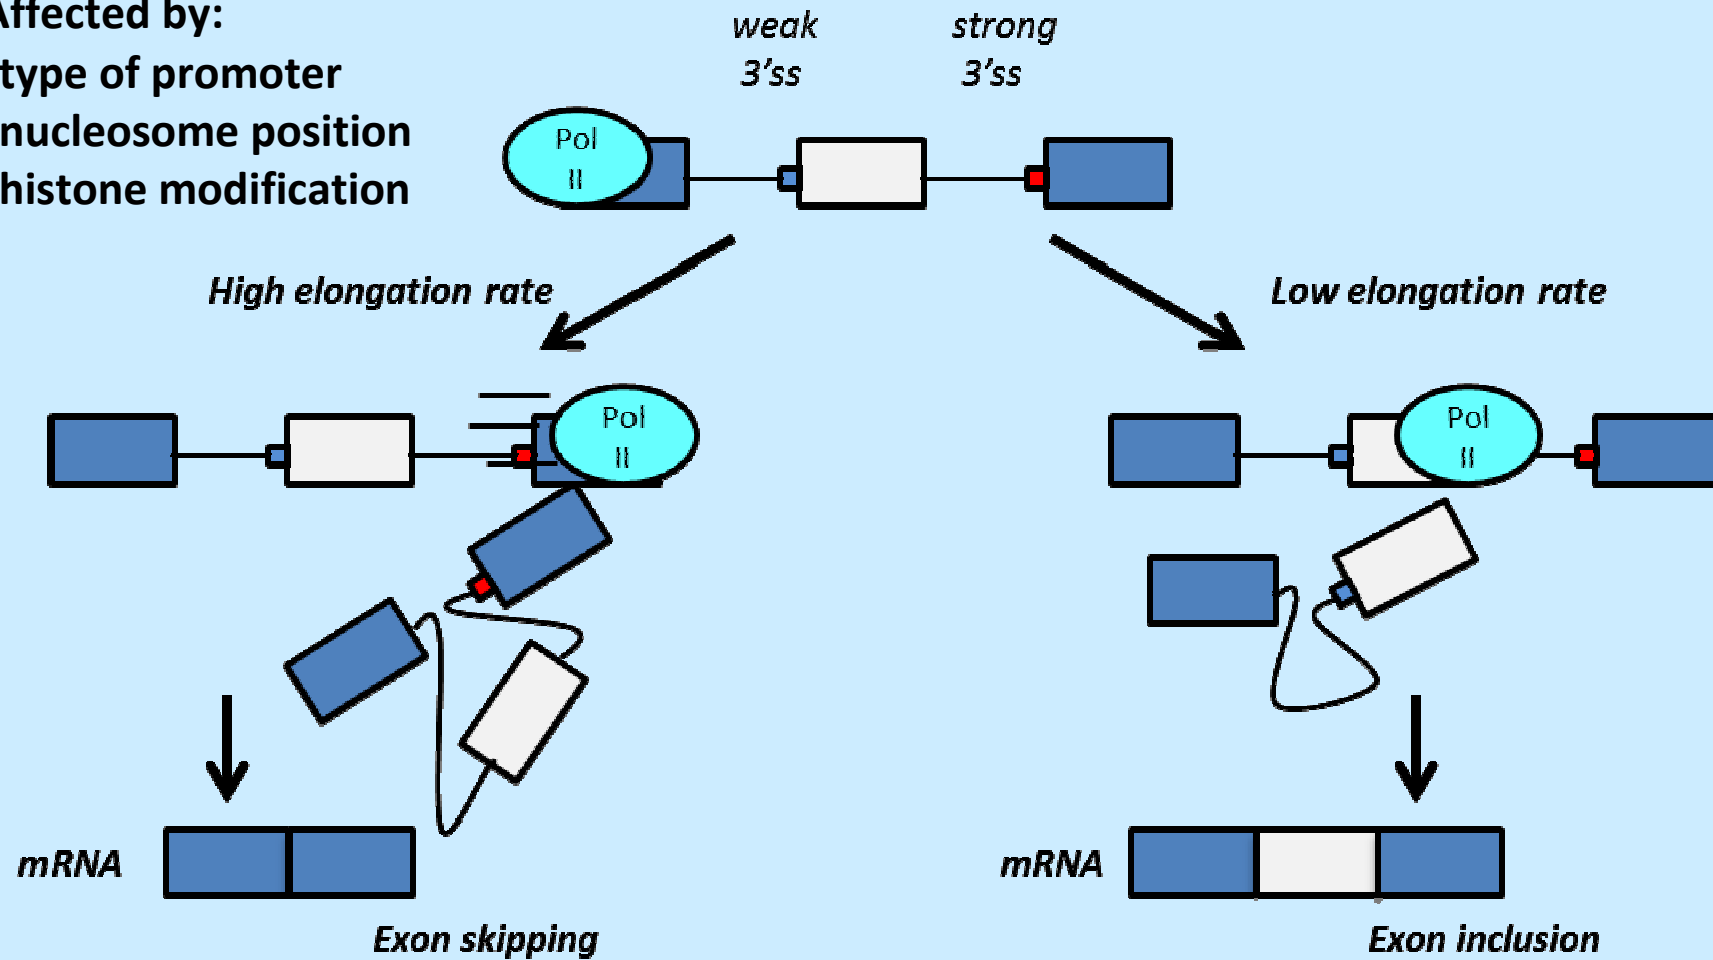 Affected by:
type of promoter
nucleosome position
histone modification
weak
3'ss
strong
3'ss
Pol
II
High elongation rate
Low elongation rate
Pol
II
Pol
II
mRNA
mRNA
Exon skipping
Exon inclusion